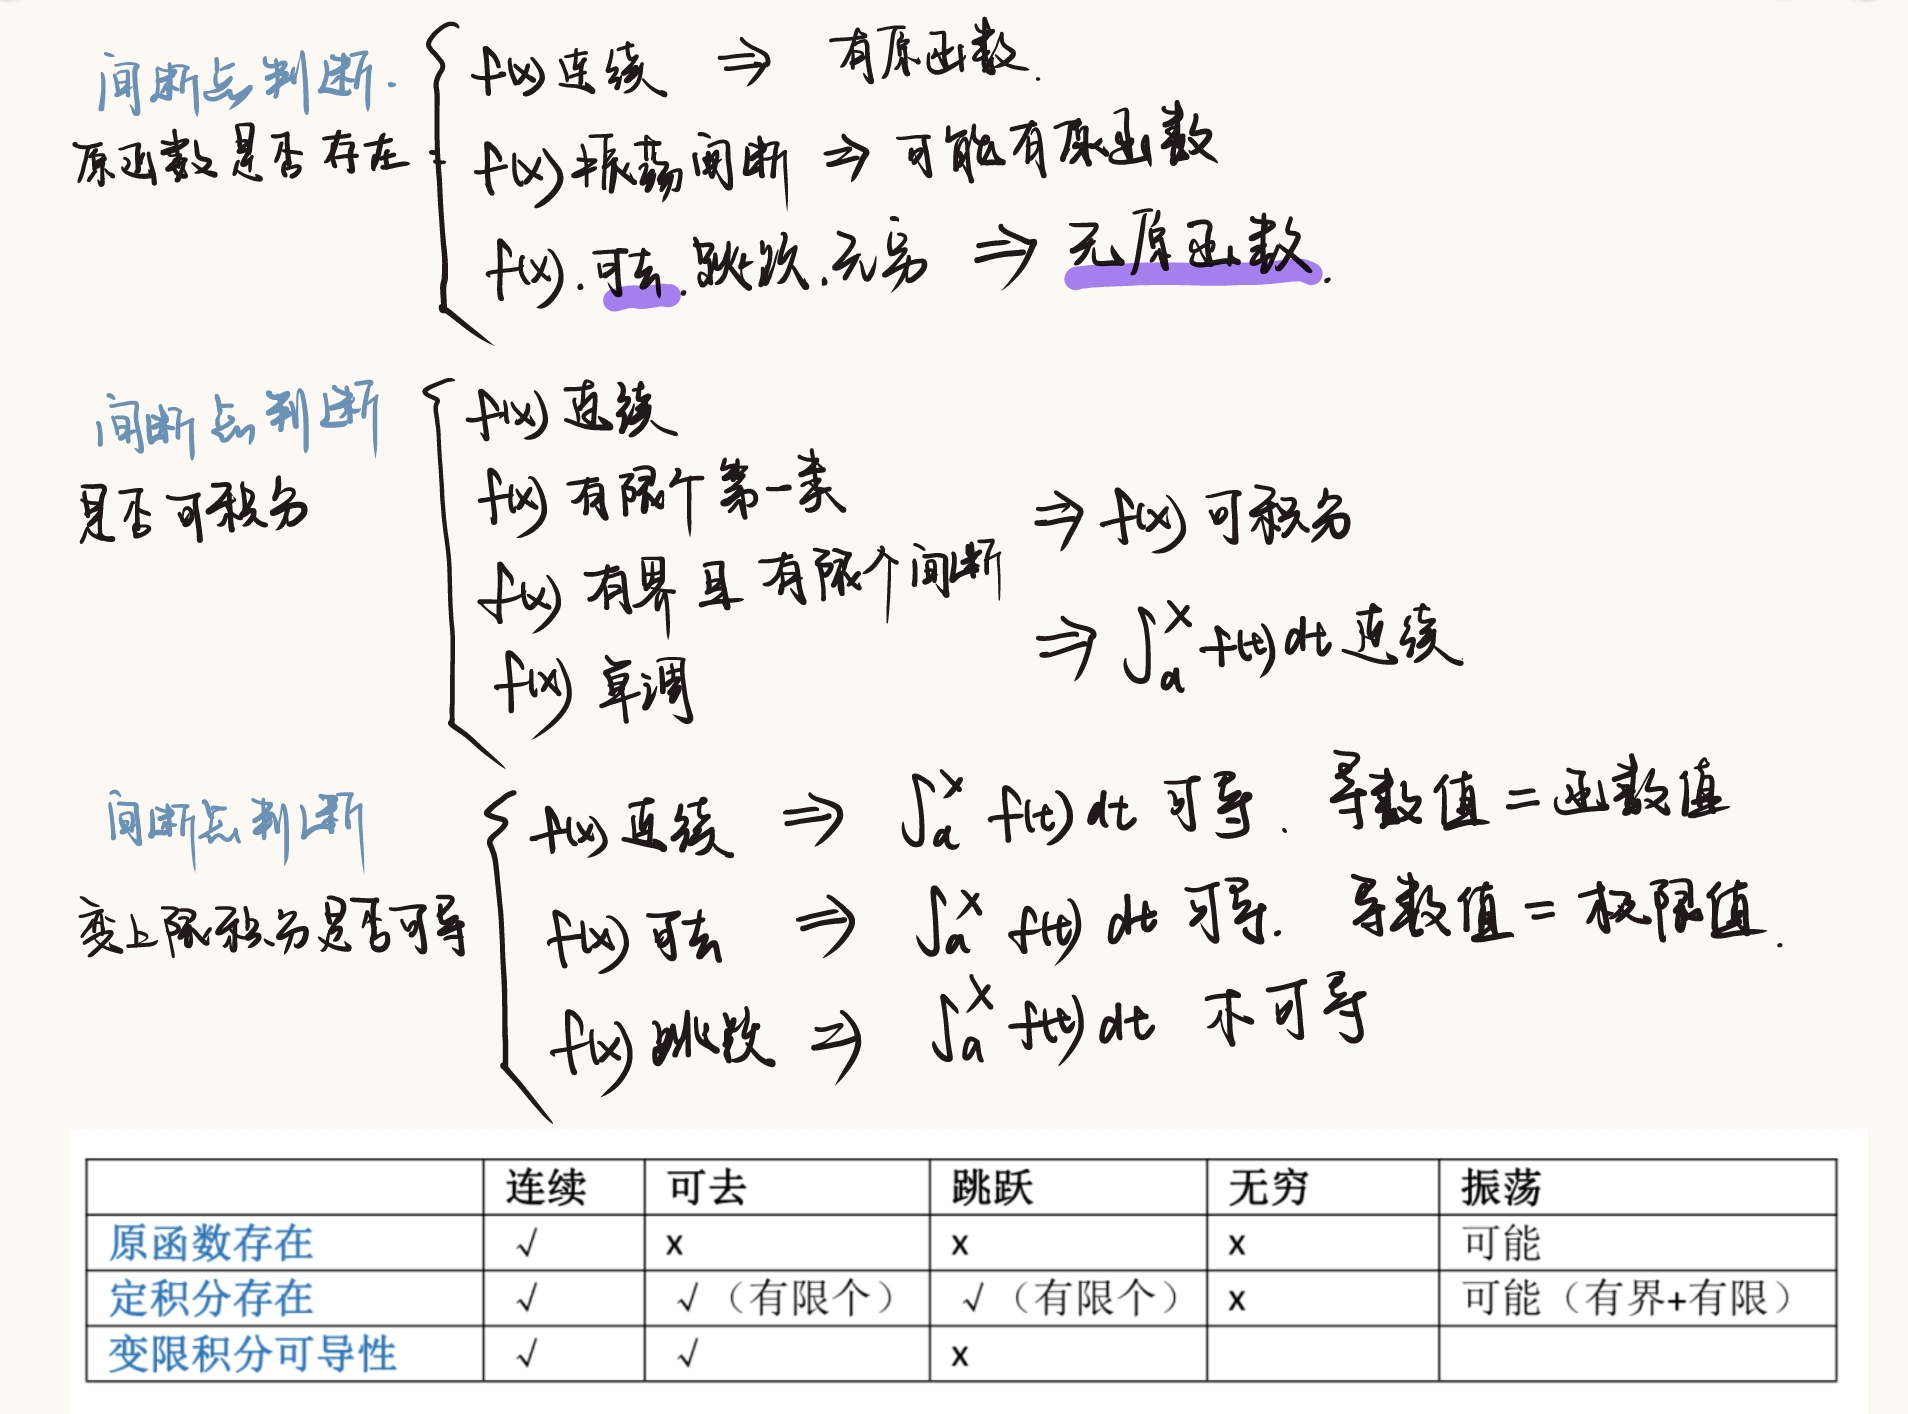 间断点判断. f(x) 连续 ⇒ 有原函数.
原函数是否存在 f(x) 振荡间断 ⇒ 可能有原函数
f(x). 可去. 跳跃. 无穷 ⇒ 无原函数.
间断点判断 f(x) 连续
是否可积分 f(x) 有限个第一类 ⇒ f(x) 可积分
f(x) 有界且有限个间断 ⇒ ∫ₐˣ f(t) dt 连续
f(x) 单调
间断点判断 f(x) 连续 ⇒ ∫ₐˣ f(t) dt 可导. 导数值 = 函数值
变上限积分是否可导 f(x) 可去 ⇒ ∫ₐˣ f(t) dt 可导. 导数值 = 极限值.
f(x) 跳跃 ⇒ ∫ₐˣ f(t) dt 不可导
连续 可去 跳跃 无穷 振荡
原函数存在 √ x x x 可能
定积分存在 √ √（有限个） √（有限个） x 可能（有界+有限）
变限积分可导性 √ √ x